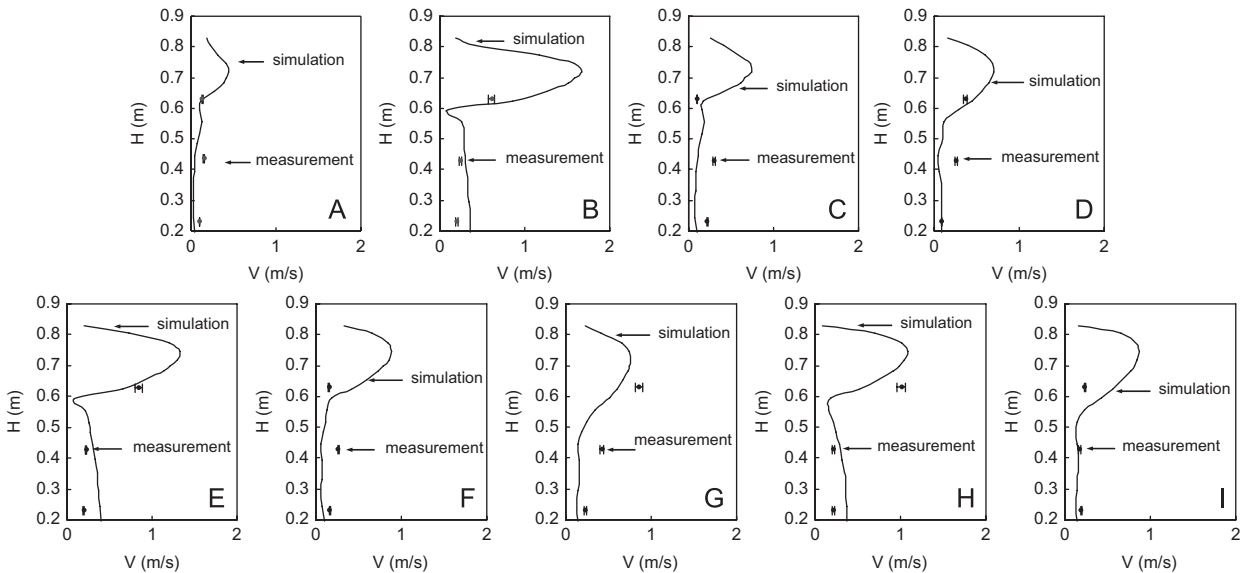 0.9 0.9 0.9 0.9
0.8 simulation 0.8 simulation 0.8 0.8
0.7 0.7 0.7 simulation 0.7 simulation
H (m) 0.6 H (m) 0.6 H (m) 0.6 H (m) 0.6
0.5 0.5 0.5 0.5
0.4 measurement 0.4 measurement 0.4 measurement 0.4 measurement
0.3 0.3 0.3 0.3
0.2 A 0.2 B 0.2 C 0.2 D
0 1 2 0 1 2 0 1 2 0 1 2
V (m/s) V (m/s) V (m/s) V (m/s)
0.9 0.9 0.9 0.9 0.9
0.8 simulation 0.8 0.8 simulation 0.8 simulation 0.8
0.7 0.7 simulation 0.7 0.7 0.7
H (m) 0.6 H (m) 0.6 H (m) 0.6 H (m) 0.6 H (m) 0.6 simulation
0.5 0.5 0.5 0.5 0.5
0.4 measurement 0.4 measurement 0.4 measurement 0.4 measurement 0.4 measurement
0.3 0.3 0.3 0.3 0.3
0.2 E 0.2 F 0.2 G 0.2 H 0.2 I
0 1 2 0 1 2 0 1 2 0 1 2 0 1 2
V (m/s) V (m/s) V (m/s) V (m/s) V (m/s)